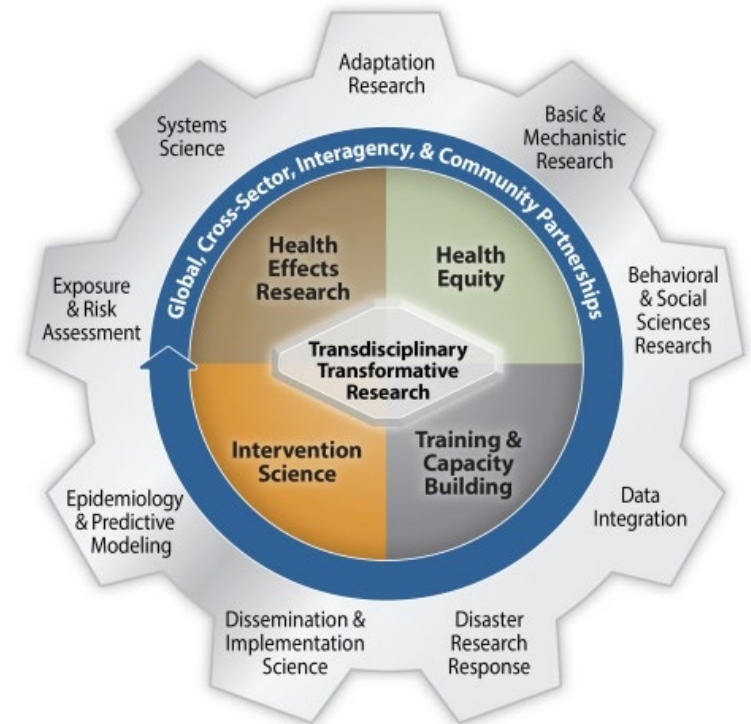 Adaptation
Research
Basic &
Mechanistic
Research
Behavioral
& Social
Sciences
Research
Data
Integration
Disaster
Research
Response
Dissemination &
Implementation
Science
Epidemiology
& Predictive
Modeling
Exposure
& Risk
Assessment
Systems
Science
Global, Cross-Sector, Interagency, & Community Partnerships
Health
Effects
Research
Health
Equity
Transdisciplinary
Transformative
Research
Intervention
Science
Training &
Capacity
Building